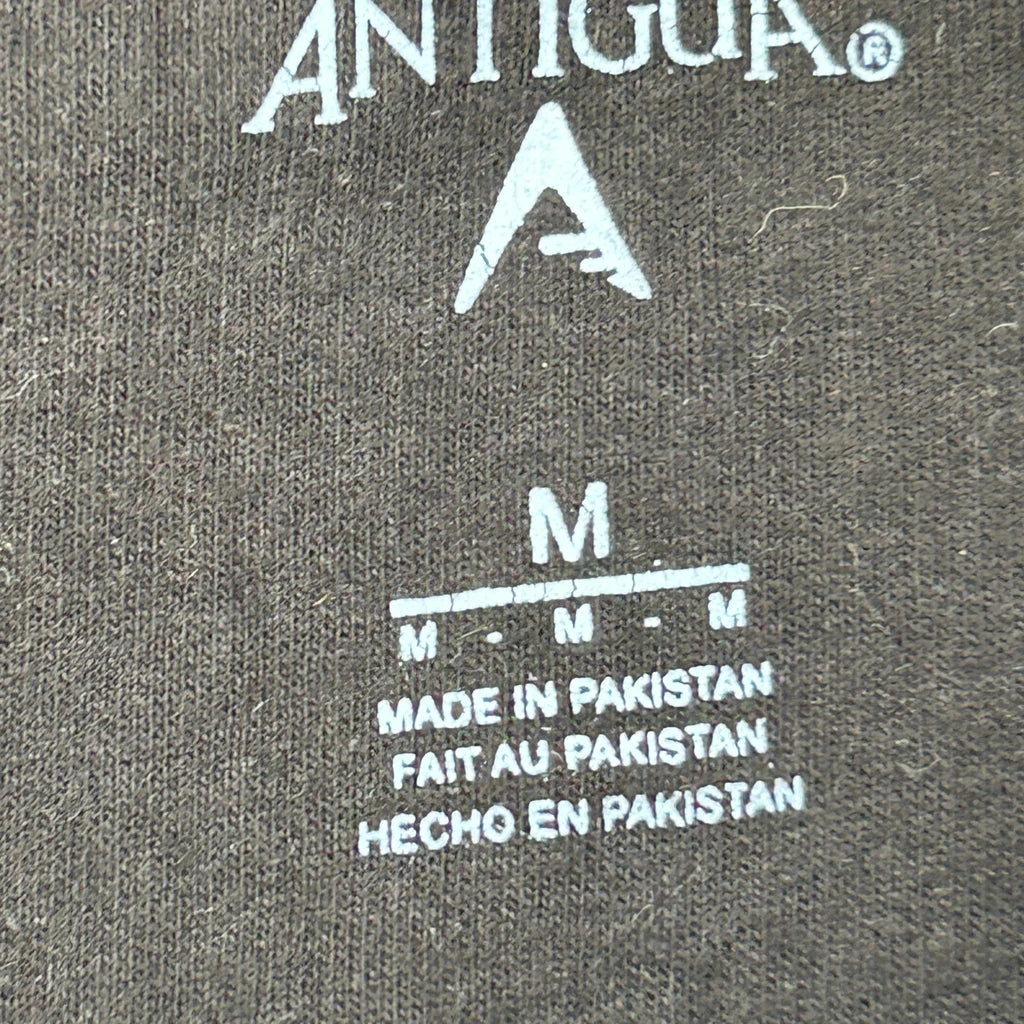 ANTIGUA®
M
M - M - M
MADE IN PAKISTAN
FAIT AU PAKISTAN
HECHO EN PAKISTAN